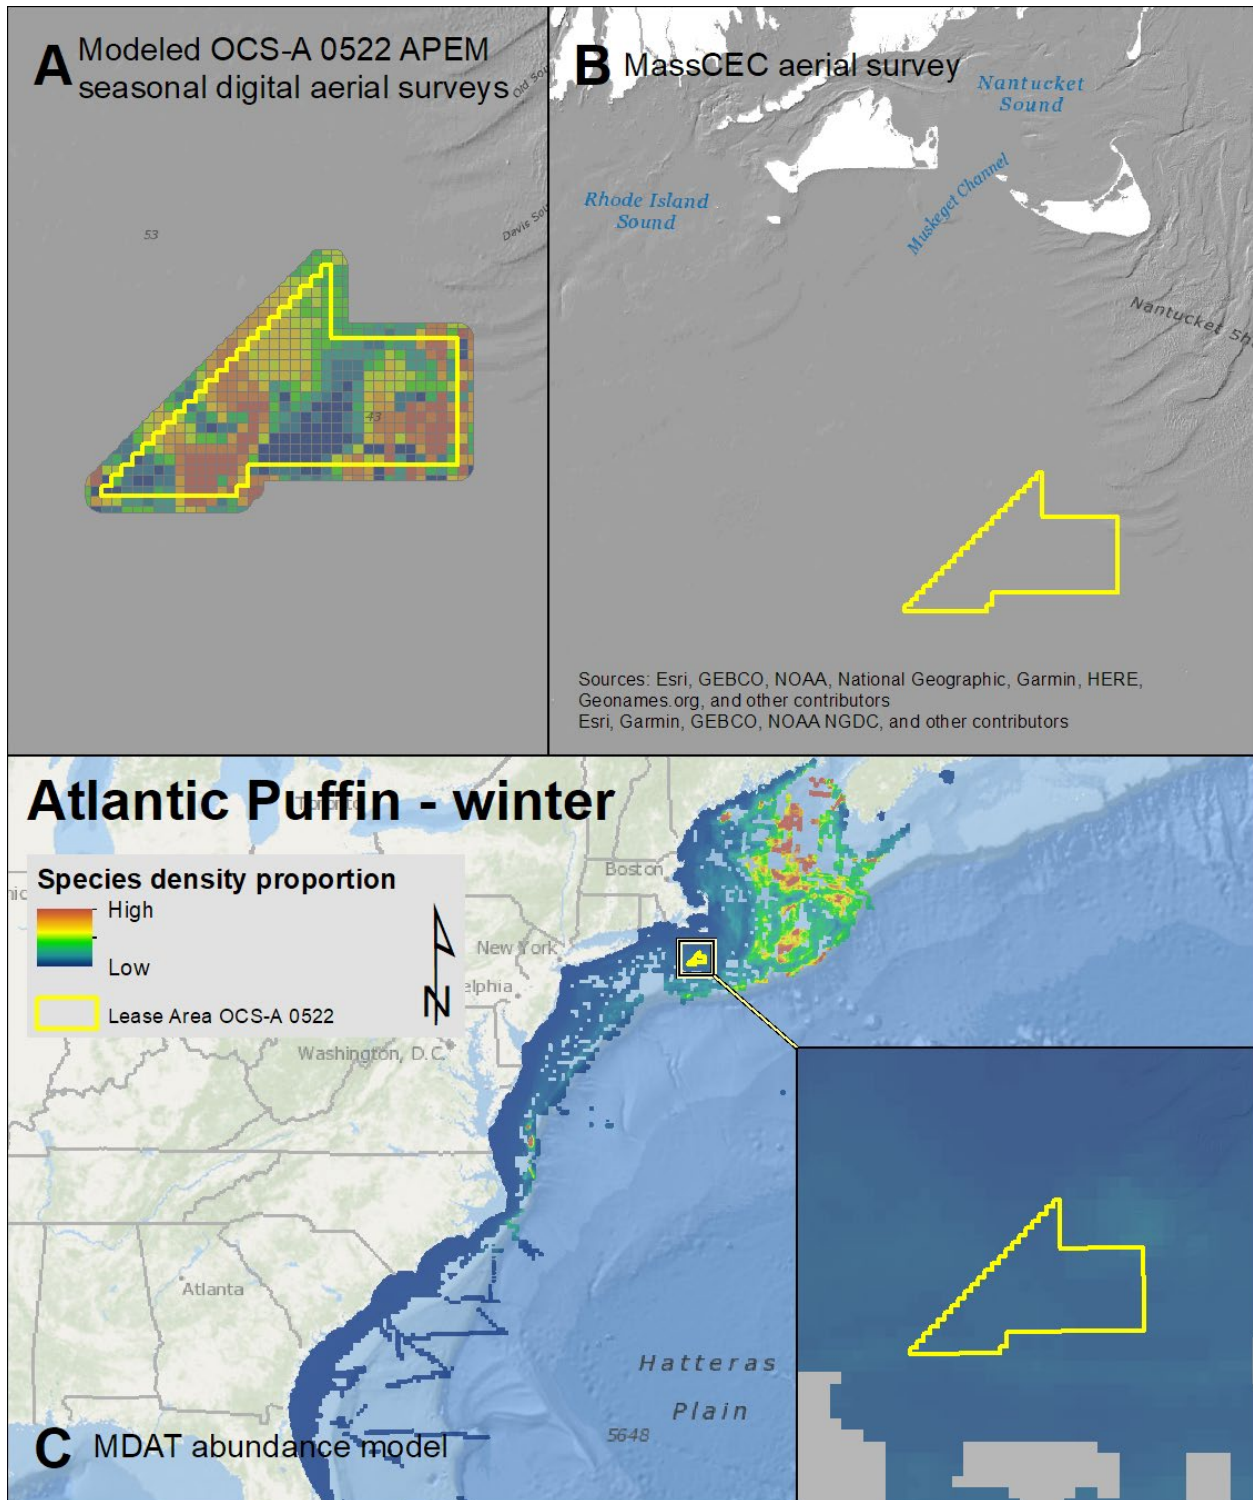 A Modeled OCS-A 0522 APEM
seasonal digital aerial surveys
53
43
B MassCEC aerial survey
Nantucket
Sound
Rhode Island
Sound
Muskeget Channel
Nantucket
Sources: Esri, GEBCO, NOAA, National Geographic, Garmin, HERE,
Geonames.org, and other contributors
Esri, Garmin, GEBCO, NOAA NGDC, and other contributors
Atlantic Puffin - winter
Species density proportion
High
Low
Lease Area OCS-A 0522
N
Boston
New York
elphia
Washington, D.C.
Atlanta
Hatteras
Plain
5648
C MDAT abundance model